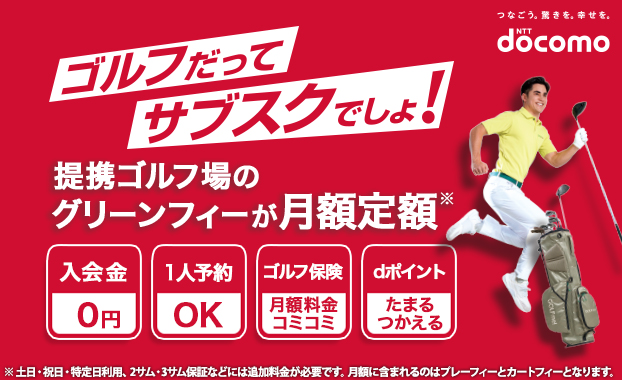 つなごう。驚きを。幸せを。
NTT
docomo
ゴルフだって
サブスクでしょ!
提携ゴルフ場の
グリーンフィーが月額定額※
入会金
0円
1人予約
OK
ゴルフ保険
月額料金
コミコミ
dポイント
たまる
つかえる
※ 土日・祝日・特定日利用、2サム・3サム保証などには追加料金が必要です。月額に含まれるのはプレーフィーとカートフィーとなります。